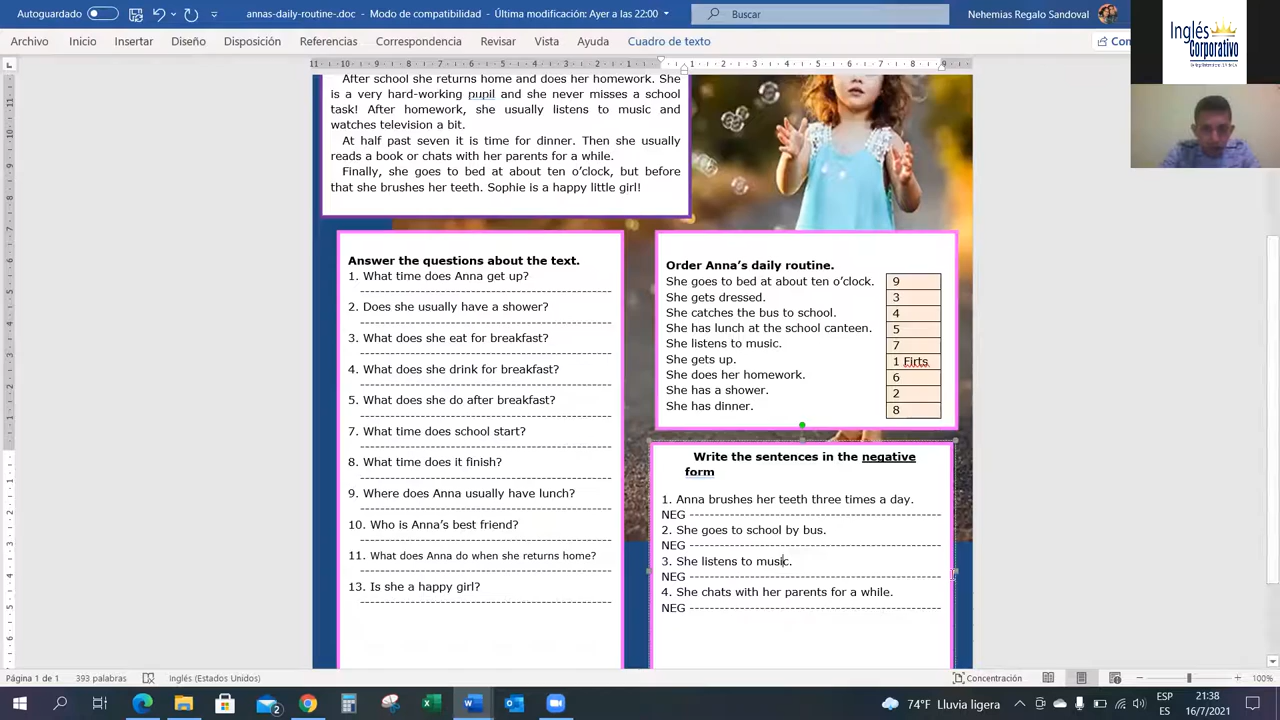 anas-daily-routine-.doc - Modo de compatibilidad - Última modificación: Ayer a las 22:00
Buscar
Nehemias Regalo Sandoval
Archivo Inicio Insertar Diseño Disposición Referencias Correspondencia Revisar Vista Ayuda Cuadro de texto
Com
Inglés
Corporativo
After school she returns home and does her homework. She
is a very hard-working pupil and she never misses a school
task! After homework, she usually listens to music and
watches television a bit.
At half past seven it is time for dinner. Then she usually
reads a book or chats with her parents for a while.
Finally, she goes to bed at about ten o’clock, but before
that she brushes her teeth. Sophie is a happy little girl!
Answer the questions about the text.
1. What time does Anna get up?
2. Does she usually have a shower?
3. What does she eat for breakfast?
4. What does she drink for breakfast?
5. What does she do after breakfast?
7. What time does school start?
8. What time does it finish?
9. Where does Anna usually have lunch?
10. Who is Anna’s best friend?
11. What does Anna do when she returns home?
13. Is she a happy girl?
Order Anna’s daily routine.
She goes to bed at about ten o’clock. 9
She gets dressed. 3
She catches the bus to school. 4
She has lunch at the school canteen. 5
She listens to music. 7
She gets up. 1 Firts
She does her homework. 6
She has a shower. 2
She has dinner. 8
Write the sentences in the negative
form
1. Anna brushes her teeth three times a day.
NEG
2. She goes to school by bus.
NEG
3. She listens to music.
NEG
4. She chats with her parents for a while.
NEG
Página 1 de 1 393 palabras Inglés (Estados Unidos) Concentración 100%
74°F Lluvia ligera ESP 21:38
16/7/2021